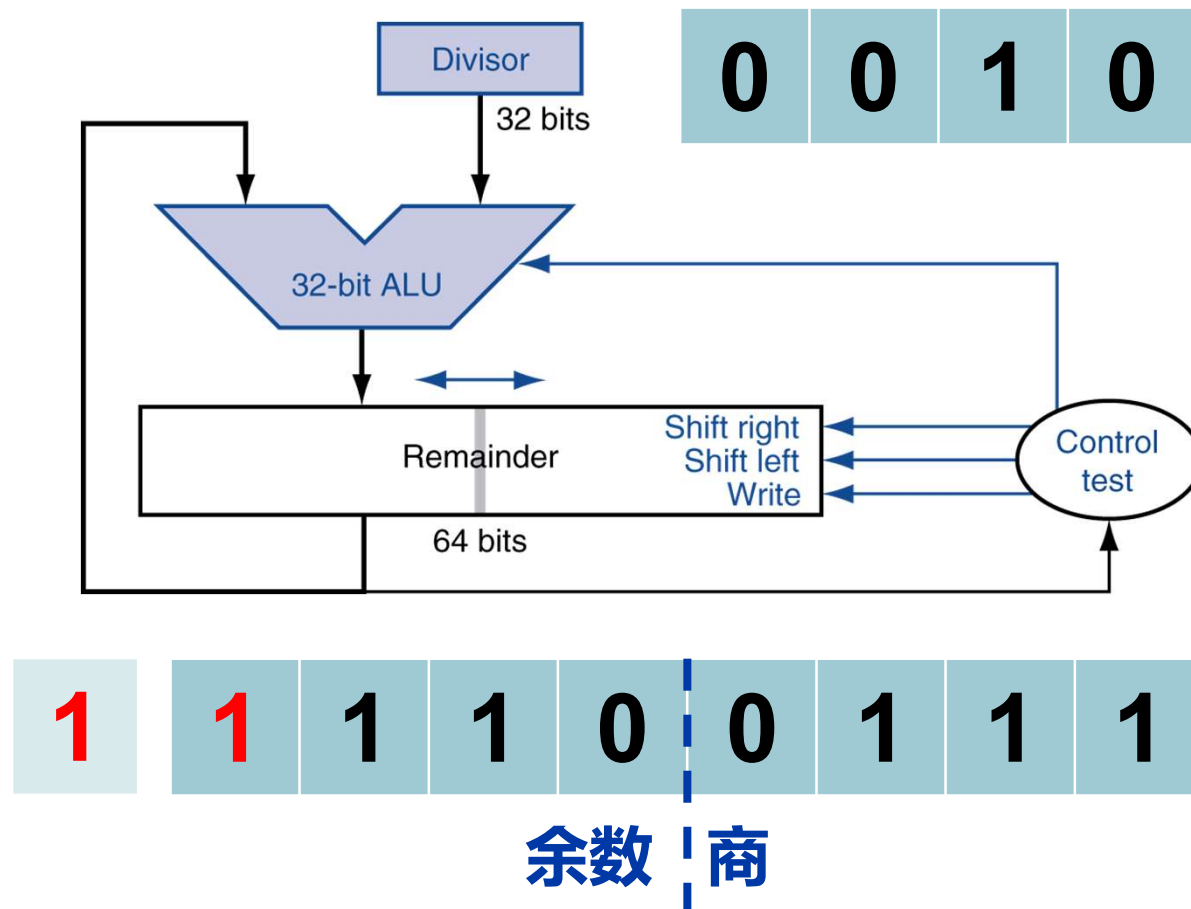 Divisor
0 0 1 0
32 bits
32-bit ALU
Remainder
Shift right
Shift left
Write
Control
test
64 bits
1 1 1 1 0 0 1 1 1
余数 商